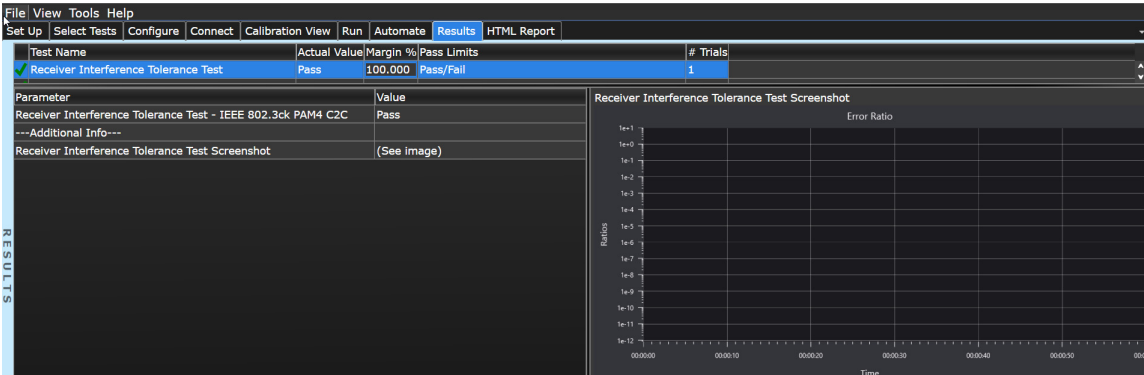 File View Tools Help
Set Up Select Tests Configure Connect Calibration View Run Automate Results HTML Report
Test Name Actual Value Margin % Pass Limits # Trials
Receiver Interference Tolerance Test Pass 100.000 Pass/Fail 1
Parameter Value
Receiver Interference Tolerance Test - IEEE 802.3ck PAM4 C2C Pass
---Additional Info---
Receiver Interference Tolerance Test Screenshot (See image)
RESULTS
Receiver Interference Tolerance Test Screenshot
Error Ratio
Ratios
1e+1
1e+0
1e-1
1e-2
1e-3
1e-4
1e-5
1e-6
1e-7
1e-8
1e-9
1e-10
1e-11
1e-12
00:00:00 00:00:10 00:00:20 00:00:30 00:00:40 00:00:50
Time